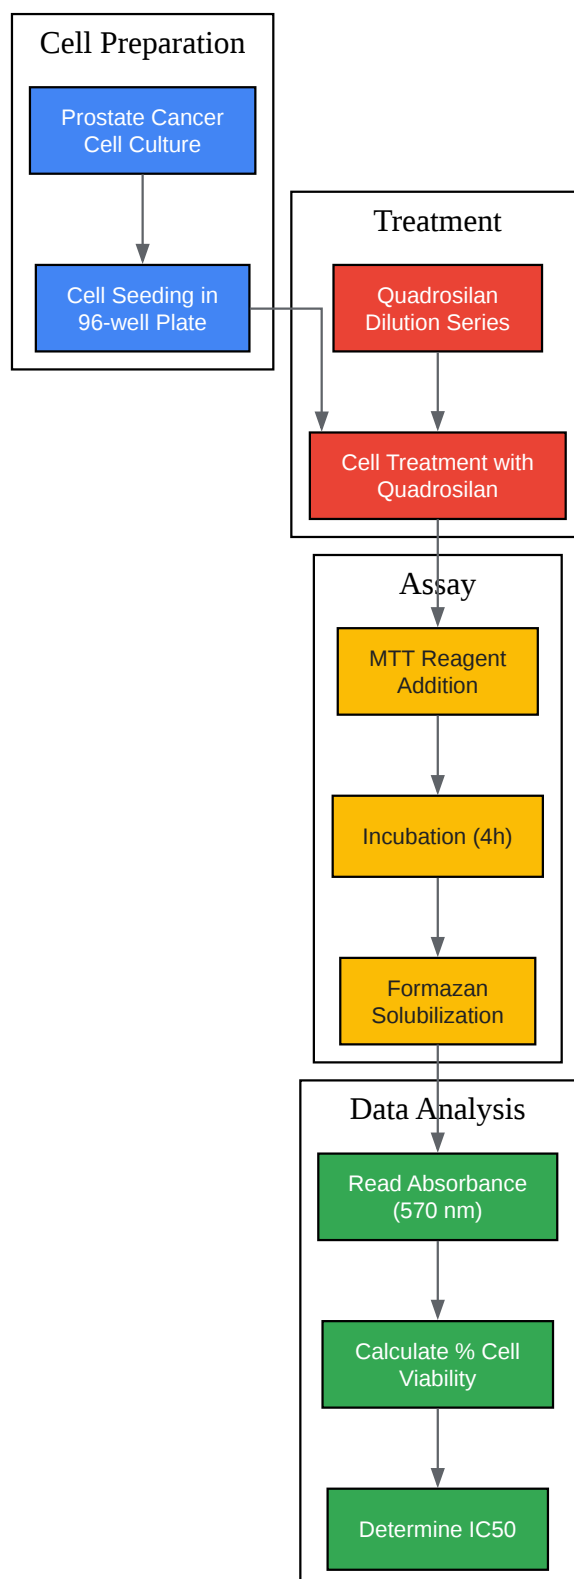 Cell Preparation
Prostate Cancer
Cell Culture
Cell Seeding in
96-well Plate
Treatment
Quadrosilan
Dilution Series
Cell Treatment with
Quadrosilan
Assay
MTT Reagent
Addition
Incubation (4h)
Formazan
Solubilization
Data Analysis
Read Absorbance
(570 nm)
Calculate % Cell
Viability
Determine IC50